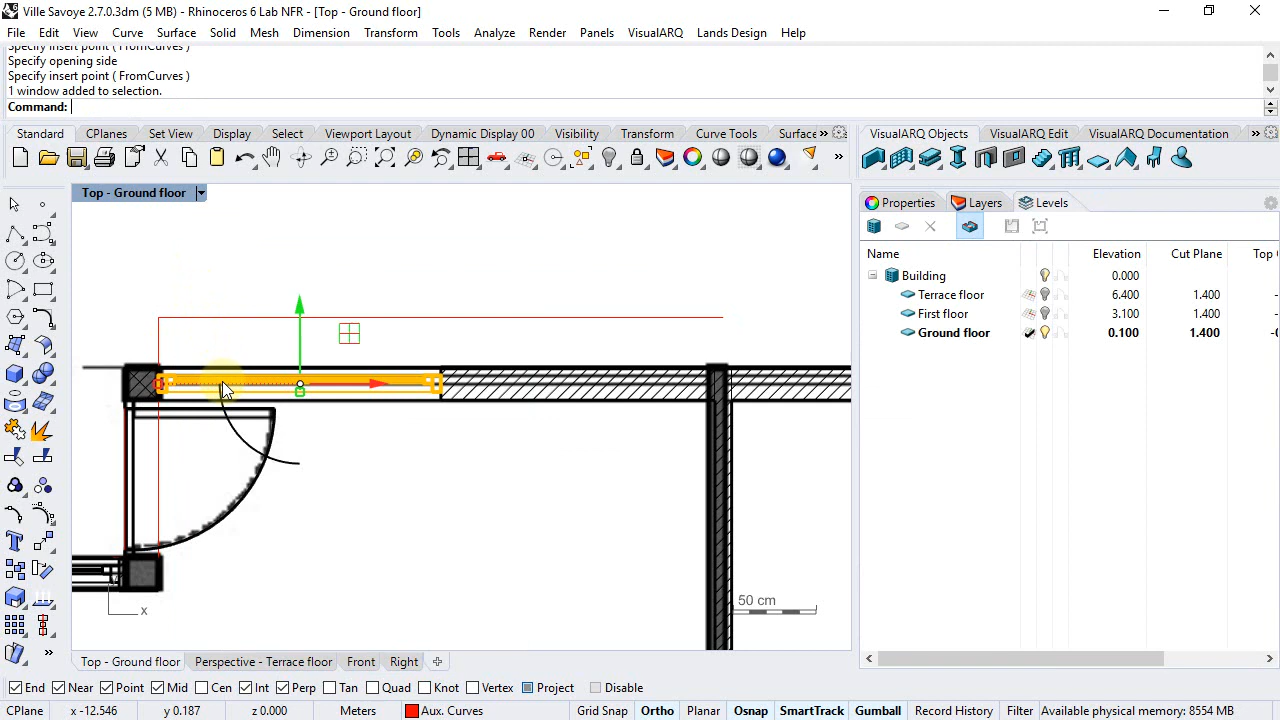 Ville Savoye 2.7.0.3dm (5 MB) - Rhinoceros 6 Lab NFR - [Top - Ground floor]
File Edit View Curve Surface Solid Mesh Dimension Transform Tools Analyze Render Panels VisualARQ Lands Design Help
Specify insert point ( FromCurves )
Specify opening side
Specify insert point ( FromCurves )
1 window added to selection.
Command:
Standard CPlanes Set View Display Select Viewport Layout Dynamic Display 00 Visibility Transform Curve Tools Surface
VisualARQ Objects VisualARQ Edit VisualARQ Documentation
Top - Ground floor
Properties Layers Levels
Name Elevation Cut Plane Top
Building 0.000
Terrace floor 6.400 1.400
First floor 3.100 1.400
Ground floor 0.100 1.400
50 cm
x
Top - Ground floor Perspective - Terrace floor Front Right
End Near Point Mid Cen Int Perp Tan Quad Knot Vertex Project Disable
CPlane x -12.546 y 0.187 z 0.000 Meters Aux. Curves Grid Snap Ortho Planar Osnap SmartTrack Gumball Record History Filter Available physical memory: 8554 MB